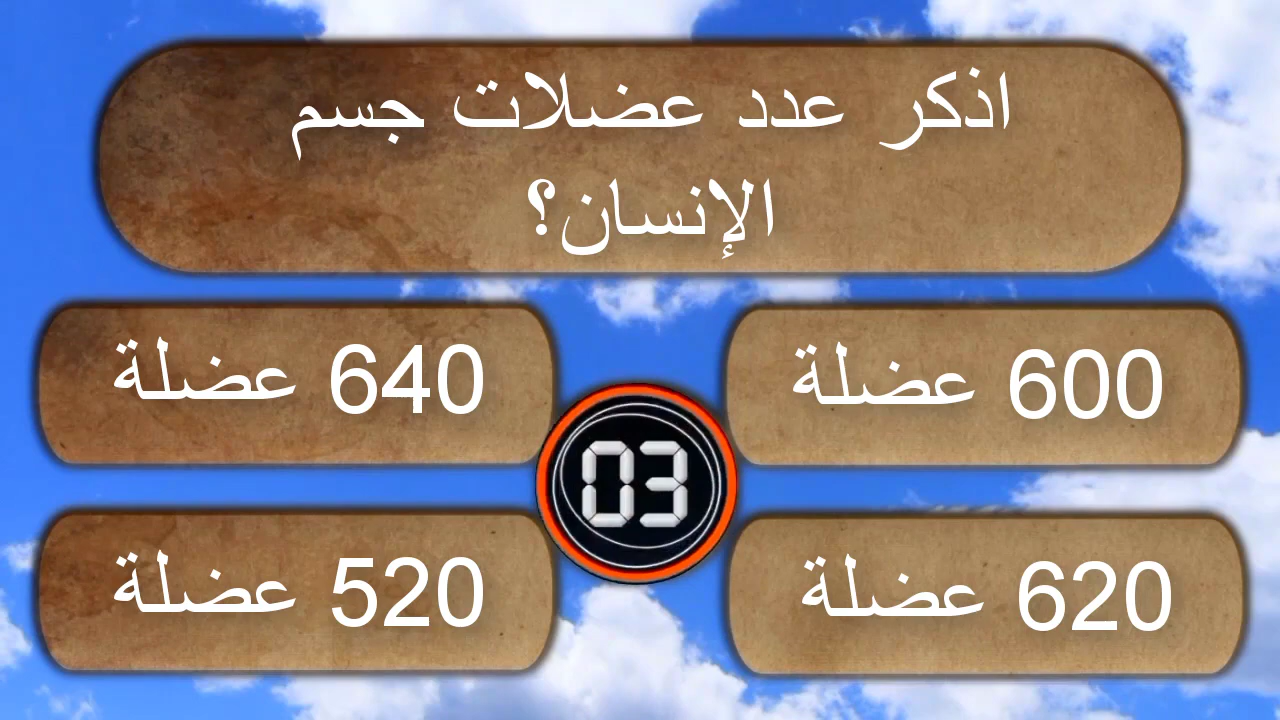 اذكر عدد عضلات جسم
الإنسان؟
600 عضلة
640 عضلة
03
620 عضلة
520 عضلة